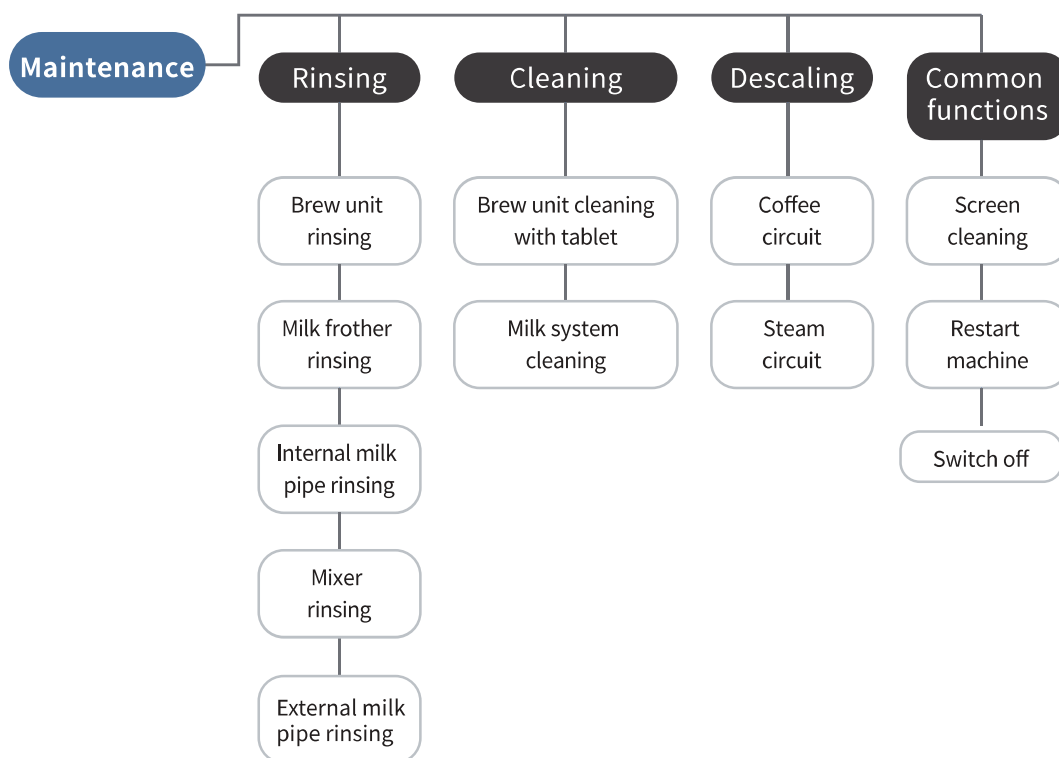 Maintenance
Rinsing
Cleaning
Descaling
Common
functions
Brew unit
rinsing
Milk frother
rinsing
Internal milk
pipe rinsing
Mixer
rinsing
External milk
pipe rinsing
Brew unit cleaning
with tablet
Milk system
cleaning
Coffee
circuit
Steam
circuit
Screen
cleaning
Restart
machine
Switch off